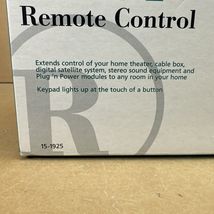 Remote Control
Extends control of your home theater, cable box,
digital satellite system, stereo sound equipment and
Plug 'n Power modules to any room in your home
Keypad lights up at the touch of a button
R
15-1925